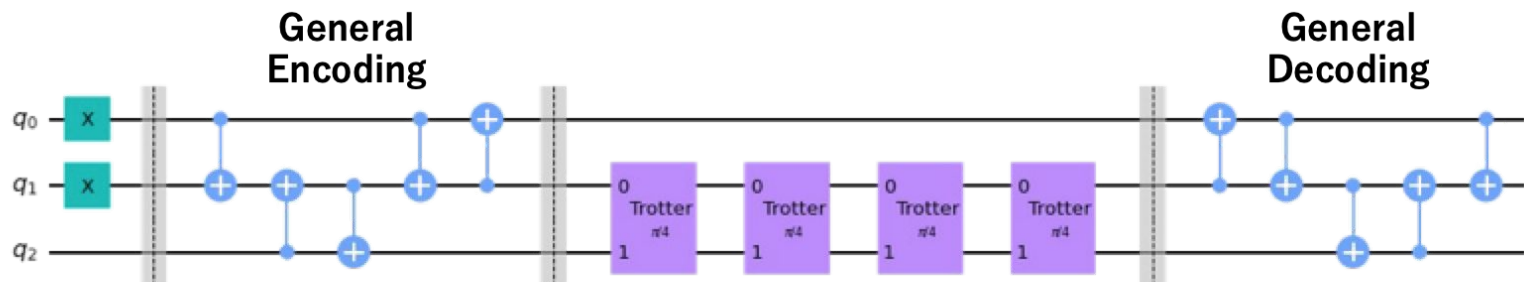 General
Encoding
General
Decoding
q0
X
q1
X
0
Trotter
π/4
1
0
Trotter
π/4
1
0
Trotter
π/4
1
0
Trotter
π/4
1
q2